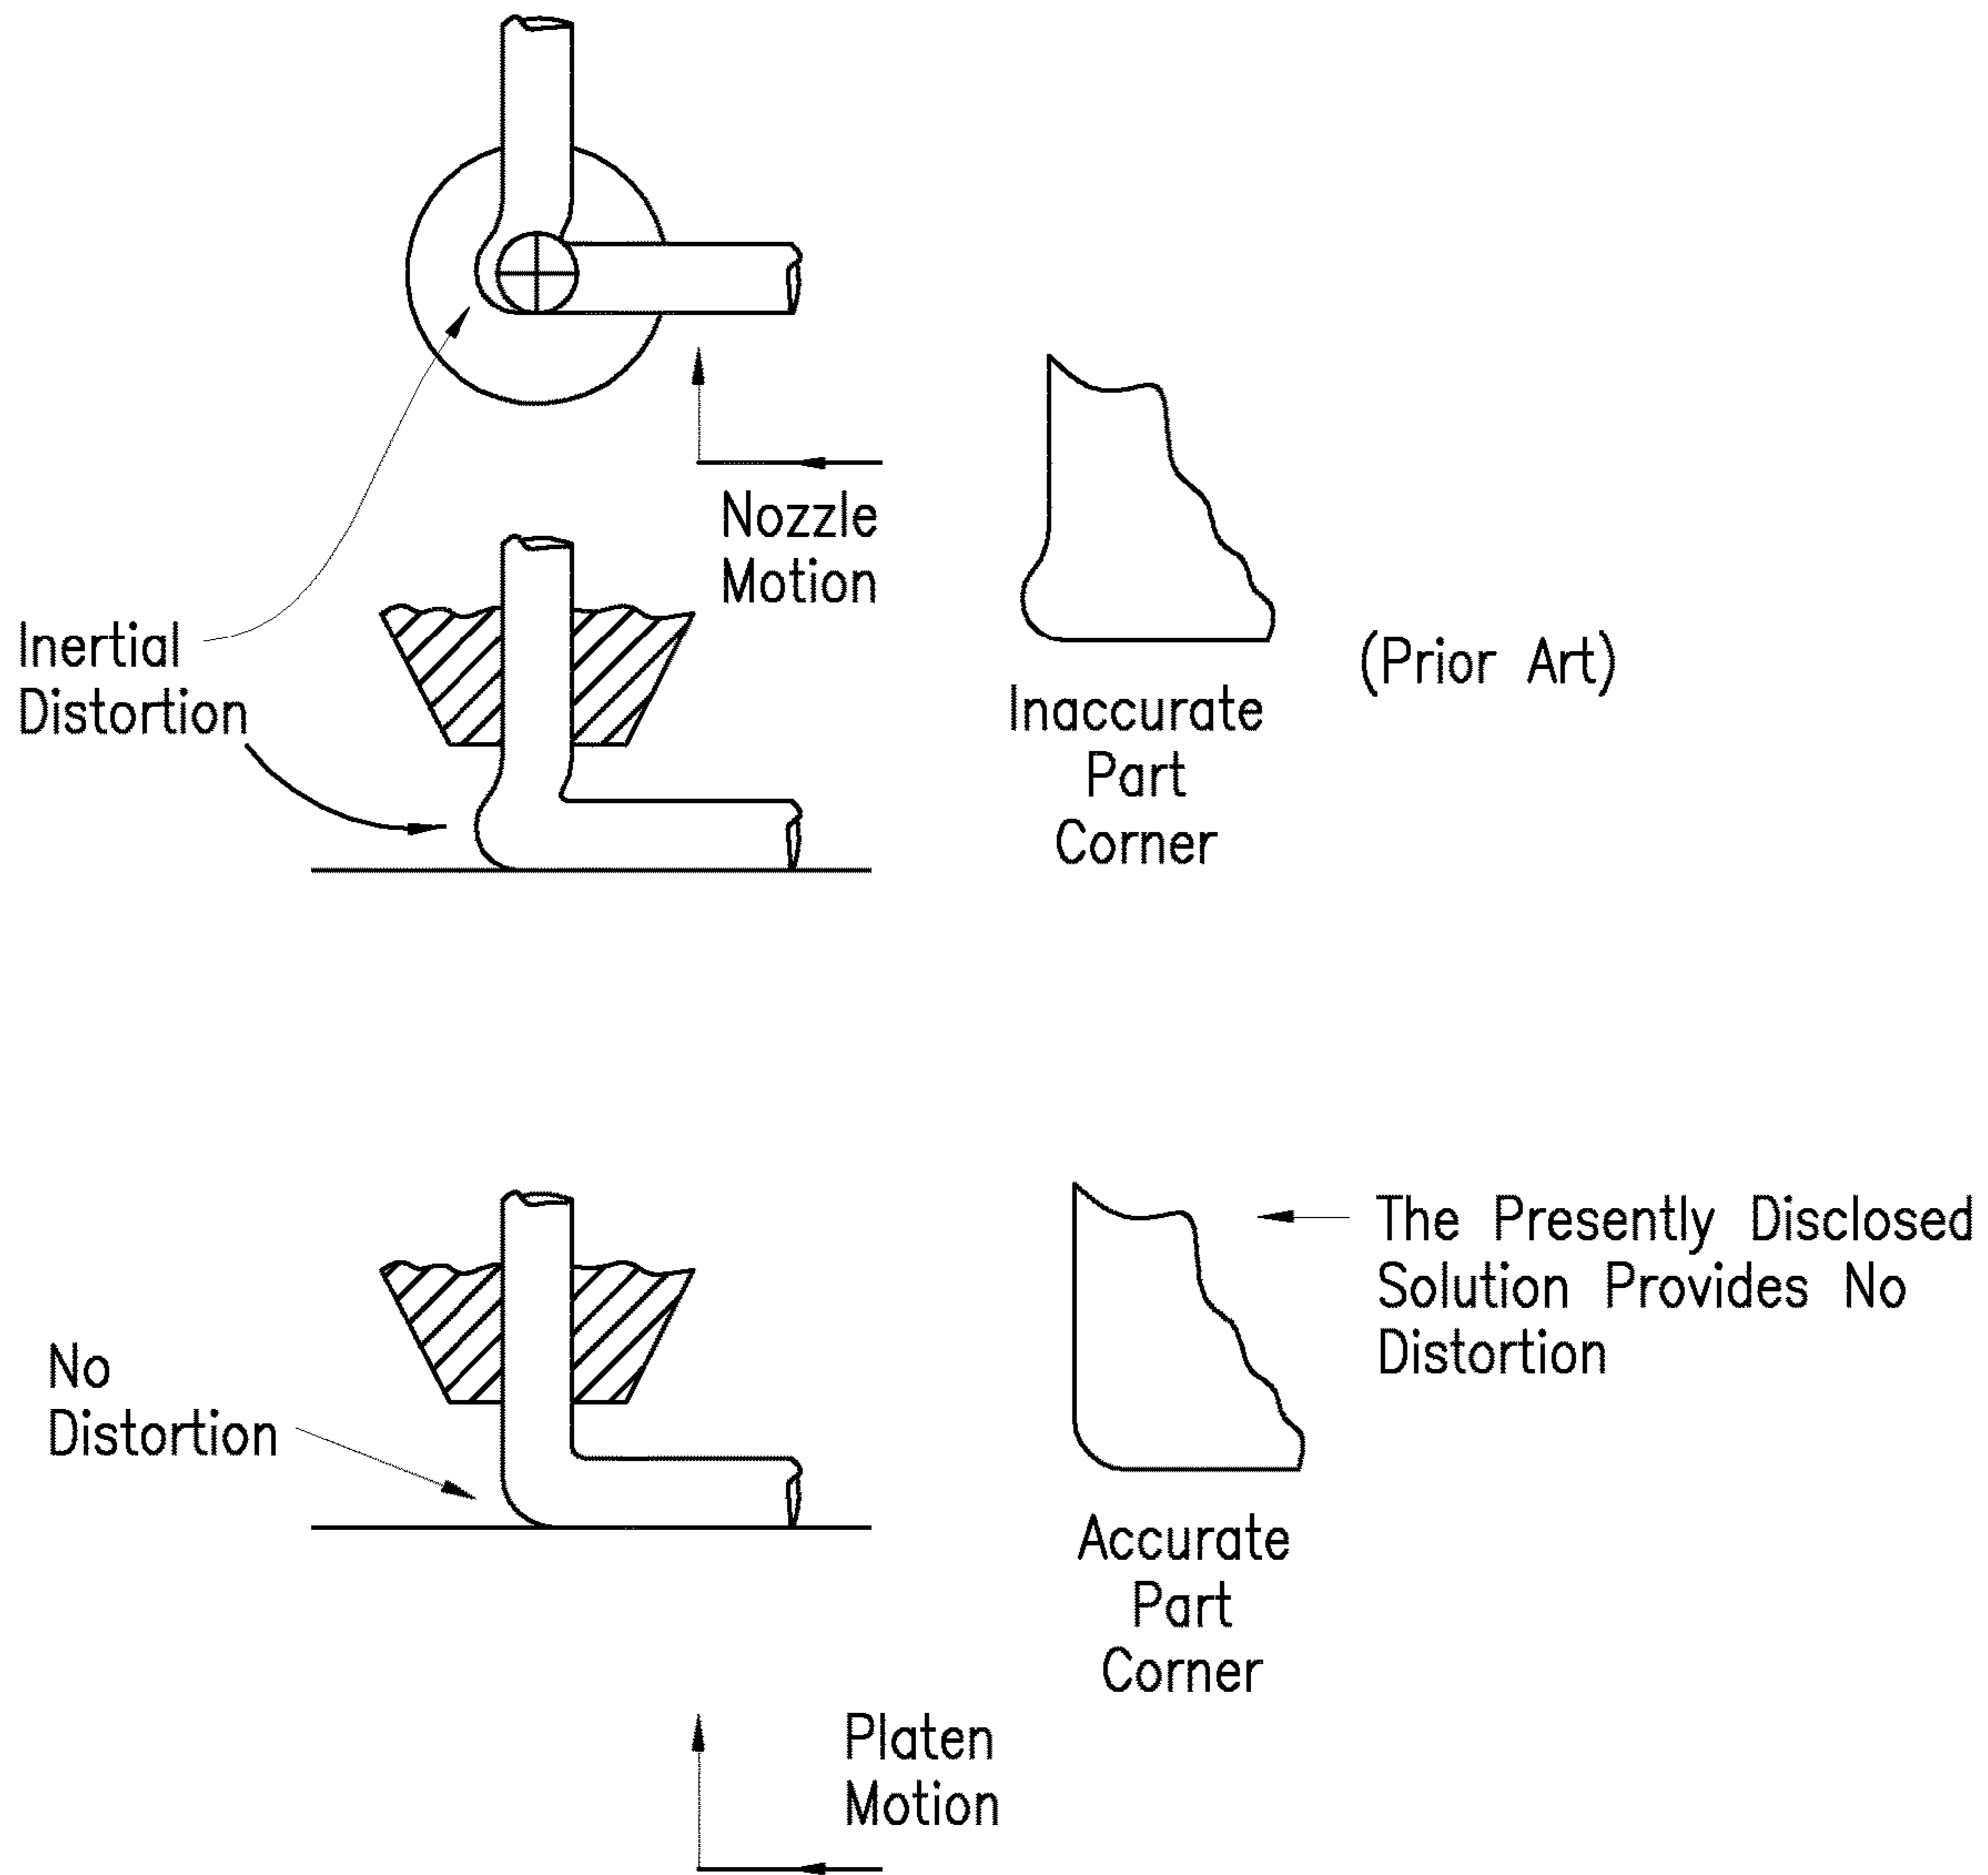 Nozzle
Motion
Inertial
Distortion
Inaccurate
Part
Corner
(Prior Art)
No
Distortion
The Presently Disclosed
Solution Provides No
Distortion
Accurate
Part
Corner
Platen
Motion